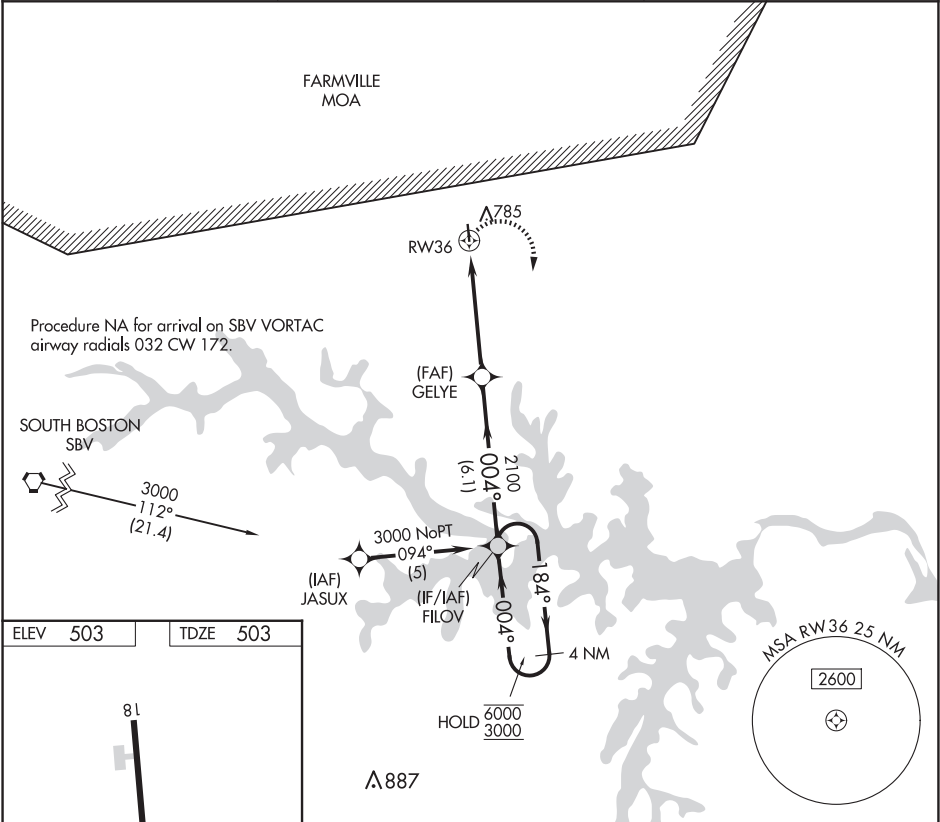 FARMVILLE
MOA
785
RW36
Procedure NA for arrival on SBV VORTAC
airway radials 032 CW 172.
(FAF)
GELYE
SOUTH BOSTON
SBV
3000
112°
(21.4)
2100
004°
(6.1)
3000 NoPT
094°
(5)
(IAF)
JASUX
(IF/IAF)
FILOV
184°
004°
4 NM
HOLD
6000
3000
ELEV 503
TDZE 503
18
887
MSA RW36 25 NM
2600